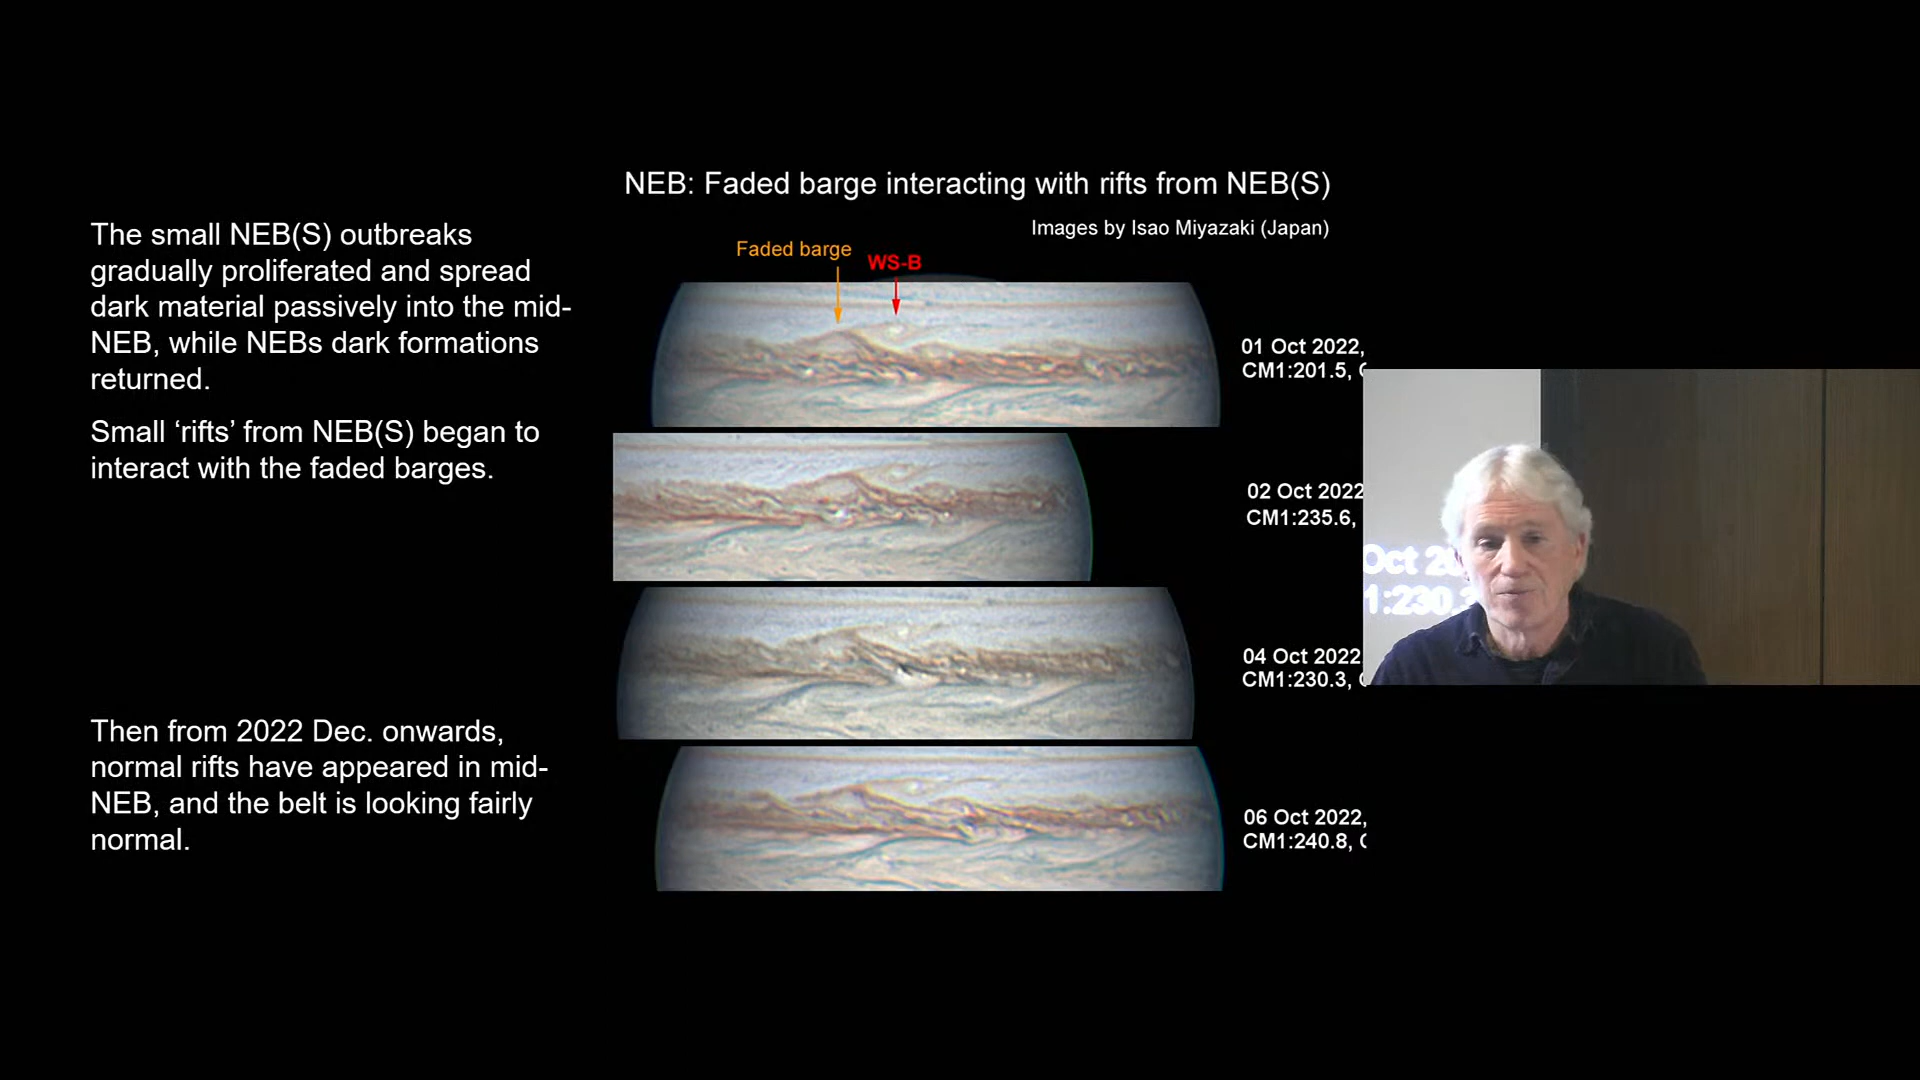 NEB: Faded barge interacting with rifts from NEB(S)
Images by Isao Miyazaki (Japan)
The small NEB(S) outbreaks
gradually proliferated and spread
dark material passively into the mid-
NEB, while NEBs dark formations
returned.
Small ‘rifts’ from NEB(S) began to
interact with the faded barges.
Then from 2022 Dec. onwards,
normal rifts have appeared in mid-
NEB, and the belt is looking fairly
normal.
Faded barge
WS-B
01 Oct 2022,
CM1:201.5,
02 Oct 2022
CM1:235.6,
04 Oct 2022
CM1:230.3,
06 Oct 2022,
CM1:240.8,
Oct
1:230.